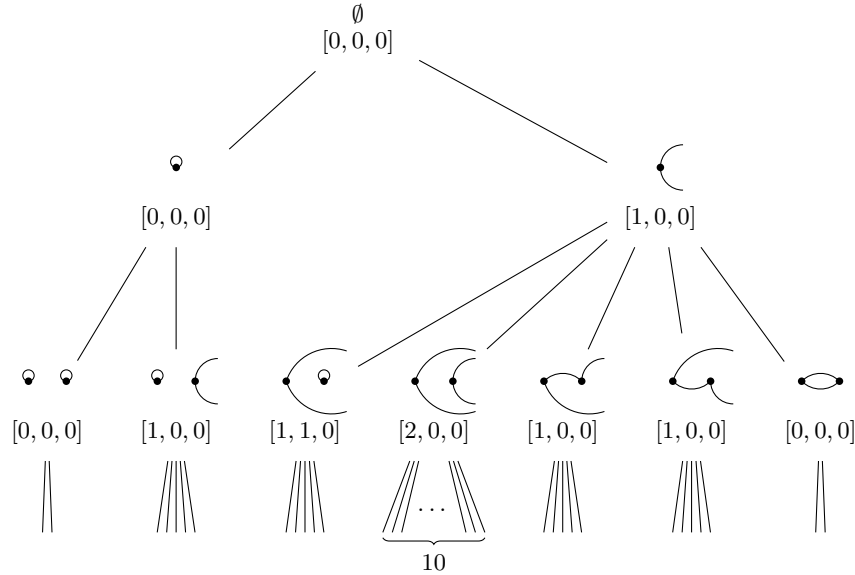 ∅
[0, 0, 0]
[0, 0, 0]
[1, 0, 0]
[0, 0, 0]
[1, 0, 0]
[1, 1, 0]
[2, 0, 0]
[1, 0, 0]
[1, 0, 0]
[0, 0, 0]
...
10